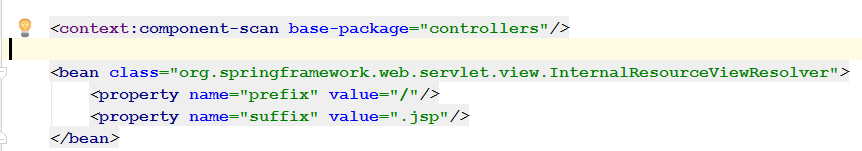 <context:component-scan base-package="controllers"/>
<bean class="org.springframework.web.servlet.view.InternalResourceViewResolver">
<property name="prefix" value="/"/>
<property name="suffix" value=".jsp"/>
</bean>